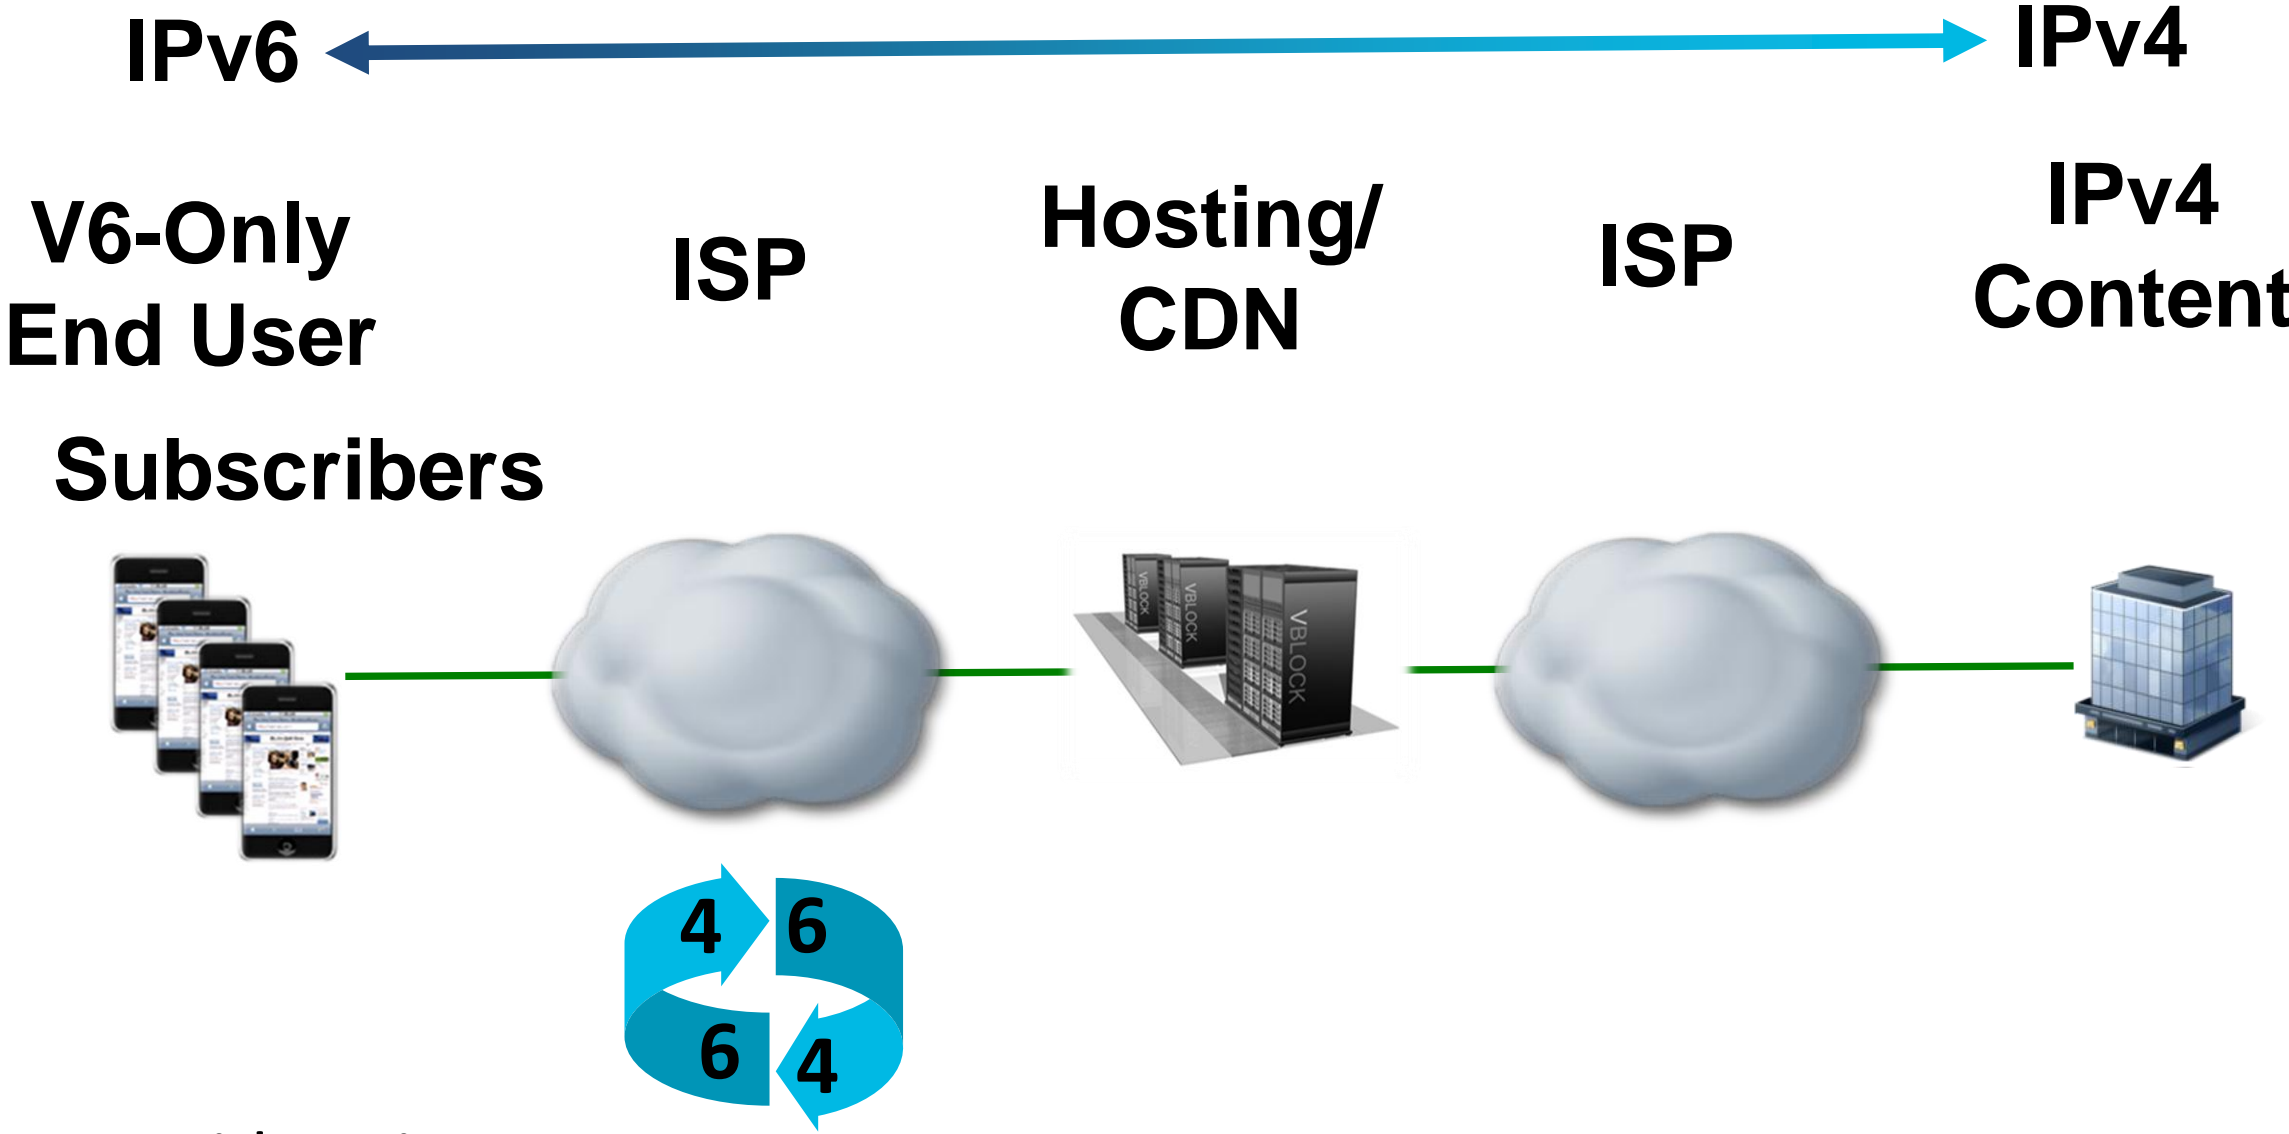 IPv6
IPv4
V6-Only
End User
ISP
Hosting/
CDN
ISP
IPv4
Content
Subscribers
VBLOCK
VBLOCK
VBLOCK
4
6
6
4